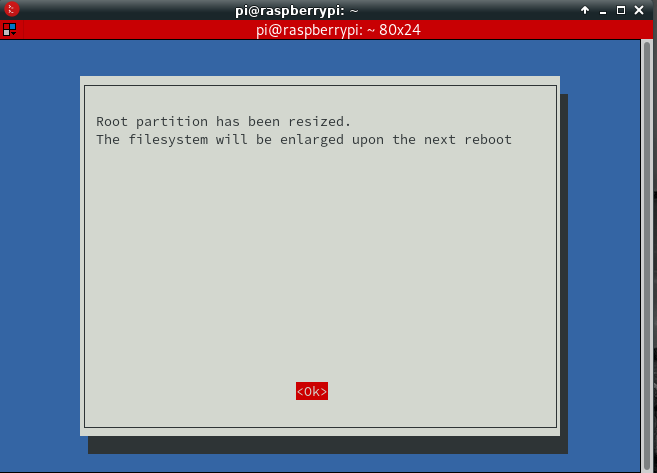 pi@raspberrypi: ~
pi@raspberrypi: ~ 80x24
Root partition has been resized.
The filesystem will be enlarged upon the next reboot
<Ok>